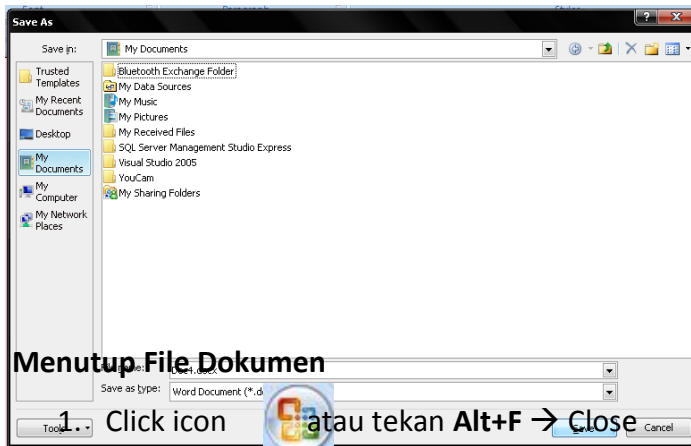 Save As
Save in:
My Documents
Trusted
Templates
My Recent
Documents
Desktop
My
Documents
My
Computer
My Network
Places
Bluetooth Exchange Folder
My Data Sources
My Music
My Pictures
My Received Files
SQL Server Management Studio Express
Visual Studio 2005
YouCam
My Sharing Folders
Menutup File Dokumen
Doc4.docx
Save as type:
Word Document (*.d
1. Click icon atau tekan Alt+F → Close
Tools
Save
Cancel